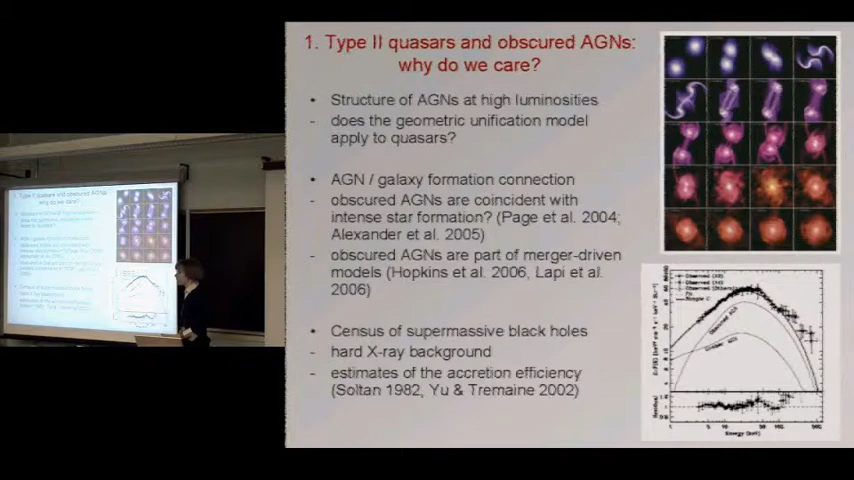 1. Type II quasars and obscured AGNs:
why do we care?
• Structure of AGNs at high luminosities
- does the geometric unification model
apply to quasars?
• AGN / galaxy formation connection
- obscured AGNs are coincident with
intense star formation? (Page et al. 2004;
Alexander et al. 2005)
- obscured AGNs are part of merger-driven
models (Hopkins et al. 2006, Lapi et al.
2006)
• Census of supermassive black holes
- hard X-ray background
- estimates of the accretion efficiency
(Soltan 1982, Yu & Tremaine 2002)
Energy (keV)